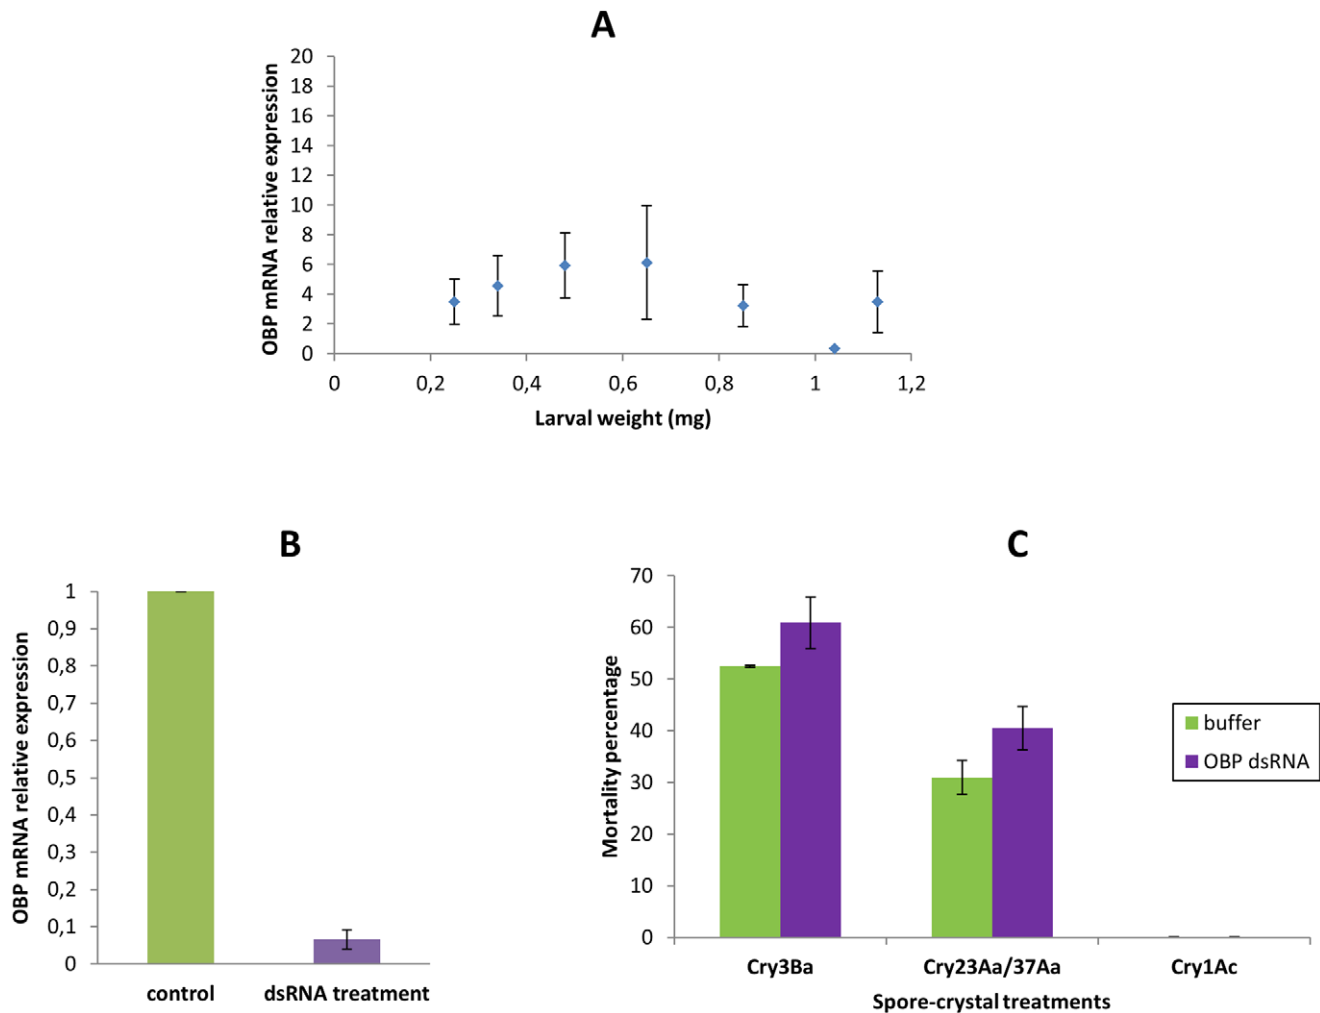 A
OBP mRNA relative expression
20
18
16
14
12
10
8
6
4
2
0
0 0,2 0,4 0,6 0,8 1 1,2
Larval weight (mg)
B
OBP mRNA relative expression
1
0,9
0,8
0,7
0,6
0,5
0,4
0,3
0,2
0,1
0
control dsRNA treatment
C
Mortality percentage
70
60
50
40
30
20
10
0
Cry3Ba Cry23Aa/37Aa Cry1Ac
Spore-crystal treatments
buffer
OBP dsRNA